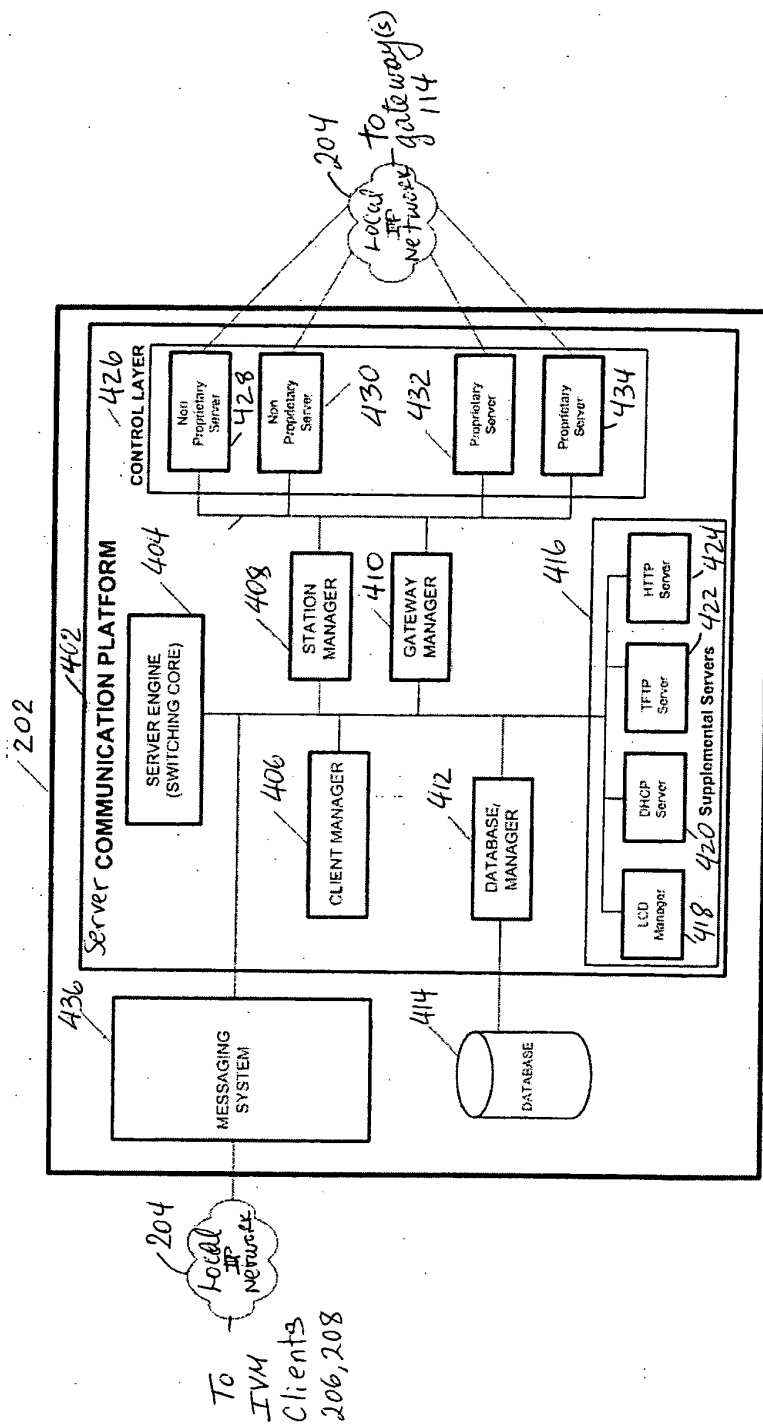 202
402
Server COMMUNICATION PLATFORM
436
MESSAGING
SYSTEM
204
Local
IP
Network
To
IVM
Clients
206, 208
SERVER ENGINE
(SWITCHING CORE)
404
406
CLIENT MANAGER
STATION
MANAGER
408
GATEWAY
MANAGER
410
412
DATABASE/
MANAGER
414
DATABASE
CONTROL LAYER
426
Non
Proprietary
Server
428
Non
Proprietary
Server
430
Proprietary
Server
432
Proprietary
Server
434
204
Local
IP
Network
To
gateway(s)
114
416
LCD
Manager
418
DHCP
Server
420
TFTP
Server
422
HTTP
Server
424
Supplemental Servers